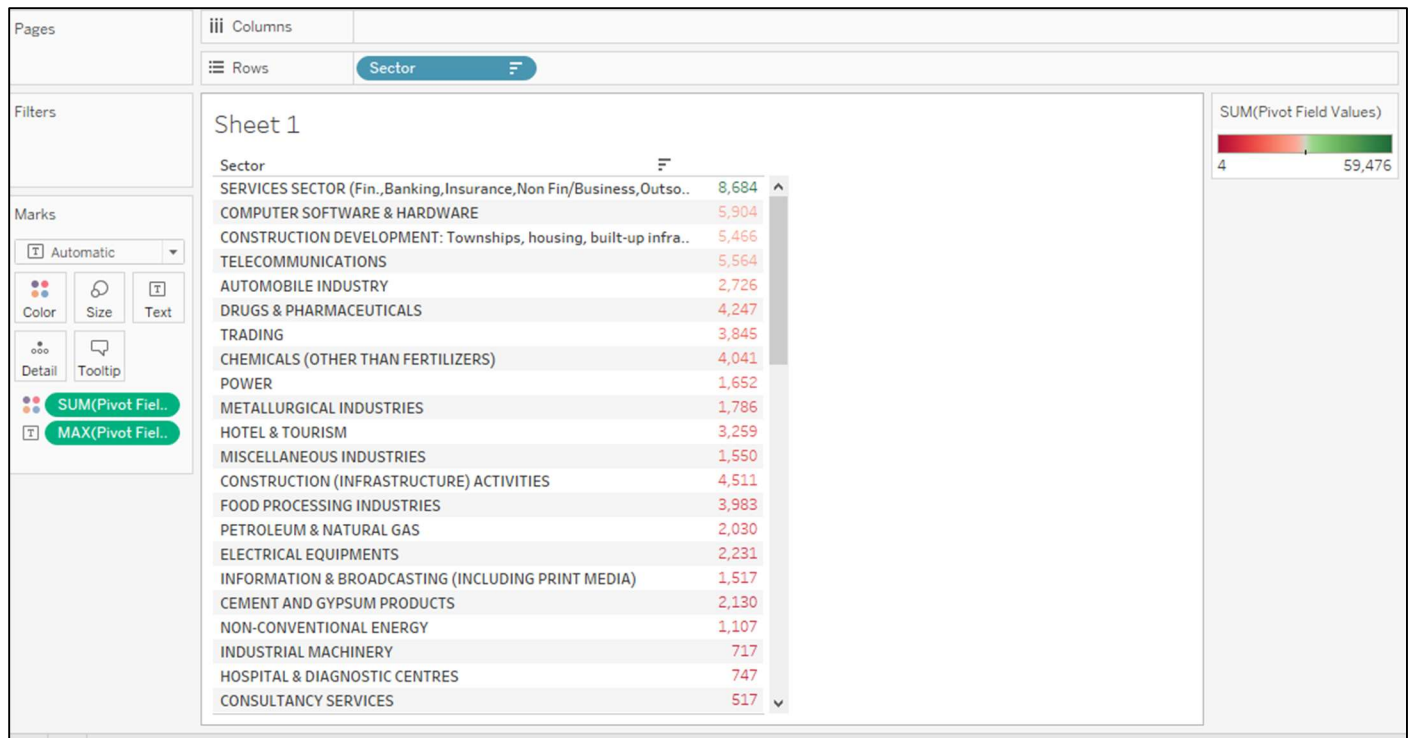 Pages
Columns
Rows
Sector
Filters
Sheet 1
SUM(Pivot Field Values)
4 59,476
Sector
SERVICES SECTOR (Fin.,Banking,Insurance,Non Fin/Business,Outso.. 8,684
COMPUTER SOFTWARE & HARDWARE 5,904
CONSTRUCTION DEVELOPMENT: Townships, housing, built-up infra.. 5,466
TELECOMMUNICATIONS 5,564
AUTOMOBILE INDUSTRY 2,726
DRUGS & PHARMACEUTICALS 4,247
TRADING 3,845
CHEMICALS (OTHER THAN FERTILIZERS) 4,041
POWER 1,652
METALLURGICAL INDUSTRIES 1,786
HOTEL & TOURISM 3,259
MISCELLANEOUS INDUSTRIES 1,550
CONSTRUCTION (INFRASTRUCTURE) ACTIVITIES 4,511
FOOD PROCESSING INDUSTRIES 3,983
PETROLEUM & NATURAL GAS 2,030
ELECTRICAL EQUIPMENTS 2,231
INFORMATION & BROADCASTING (INCLUDING PRINT MEDIA) 1,517
CEMENT AND GYPSUM PRODUCTS 2,130
NON-CONVENTIONAL ENERGY 1,107
INDUSTRIAL MACHINERY 717
HOSPITAL & DIAGNOSTIC CENTRES 747
CONSULTANCY SERVICES 517
Marks
T Automatic
T
Color Size Text
Detail Tooltip
SUM(Pivot Fiel..
T MAX(Pivot Fiel..